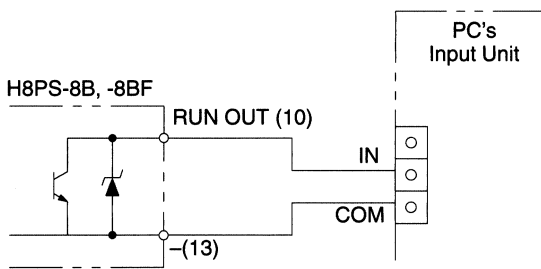 PC's
Input Unit
H8PS-8B, -8BF
RUN OUT (10)
IN
COM
–(13)